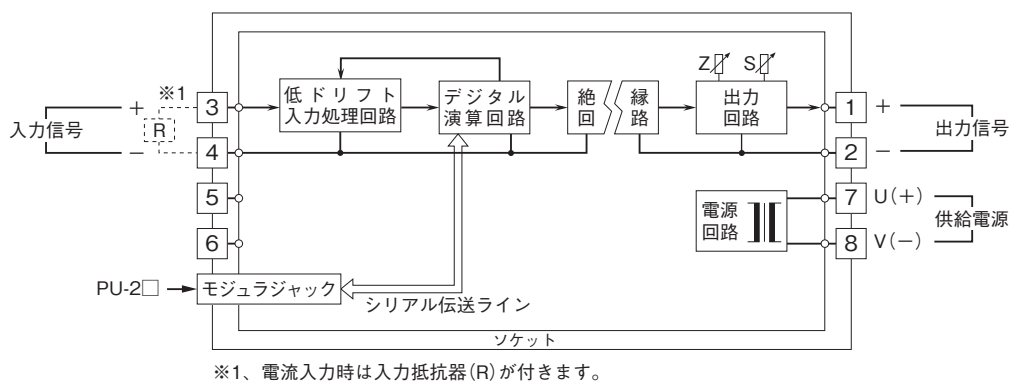 ※1
入力信号
+
−
R
3
4
5
6
低ドリフト
入力処理回路
デジタル
演算回路
絶 縁
回 路
Z
S
出力
回路
1
+
2
−
出力信号
電源
回路
7
U(+)
8
V(−)
供給電源
PU-2□
モジュラジャック
シリアル伝送ライン
ソケット
※1、電流入力時は入力抵抗器(R)が付きます。